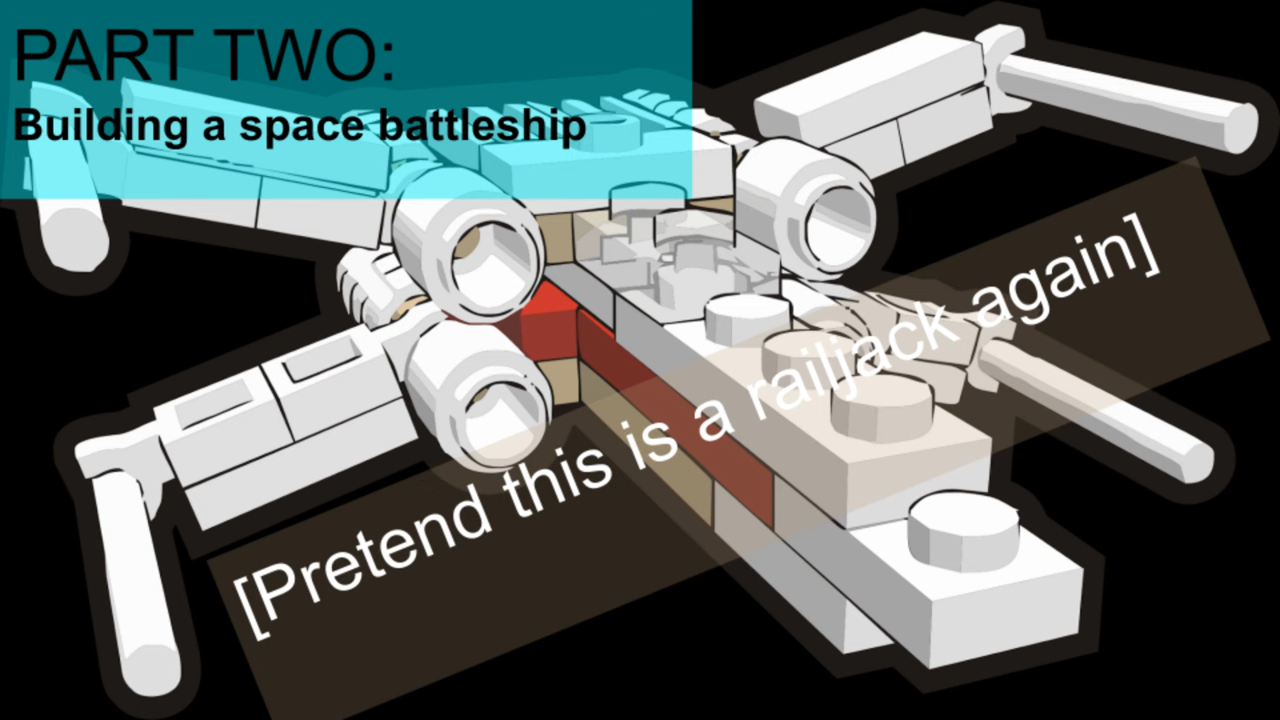 PART TWO:
Building a space battleship
[Pretend this is a railjack again]